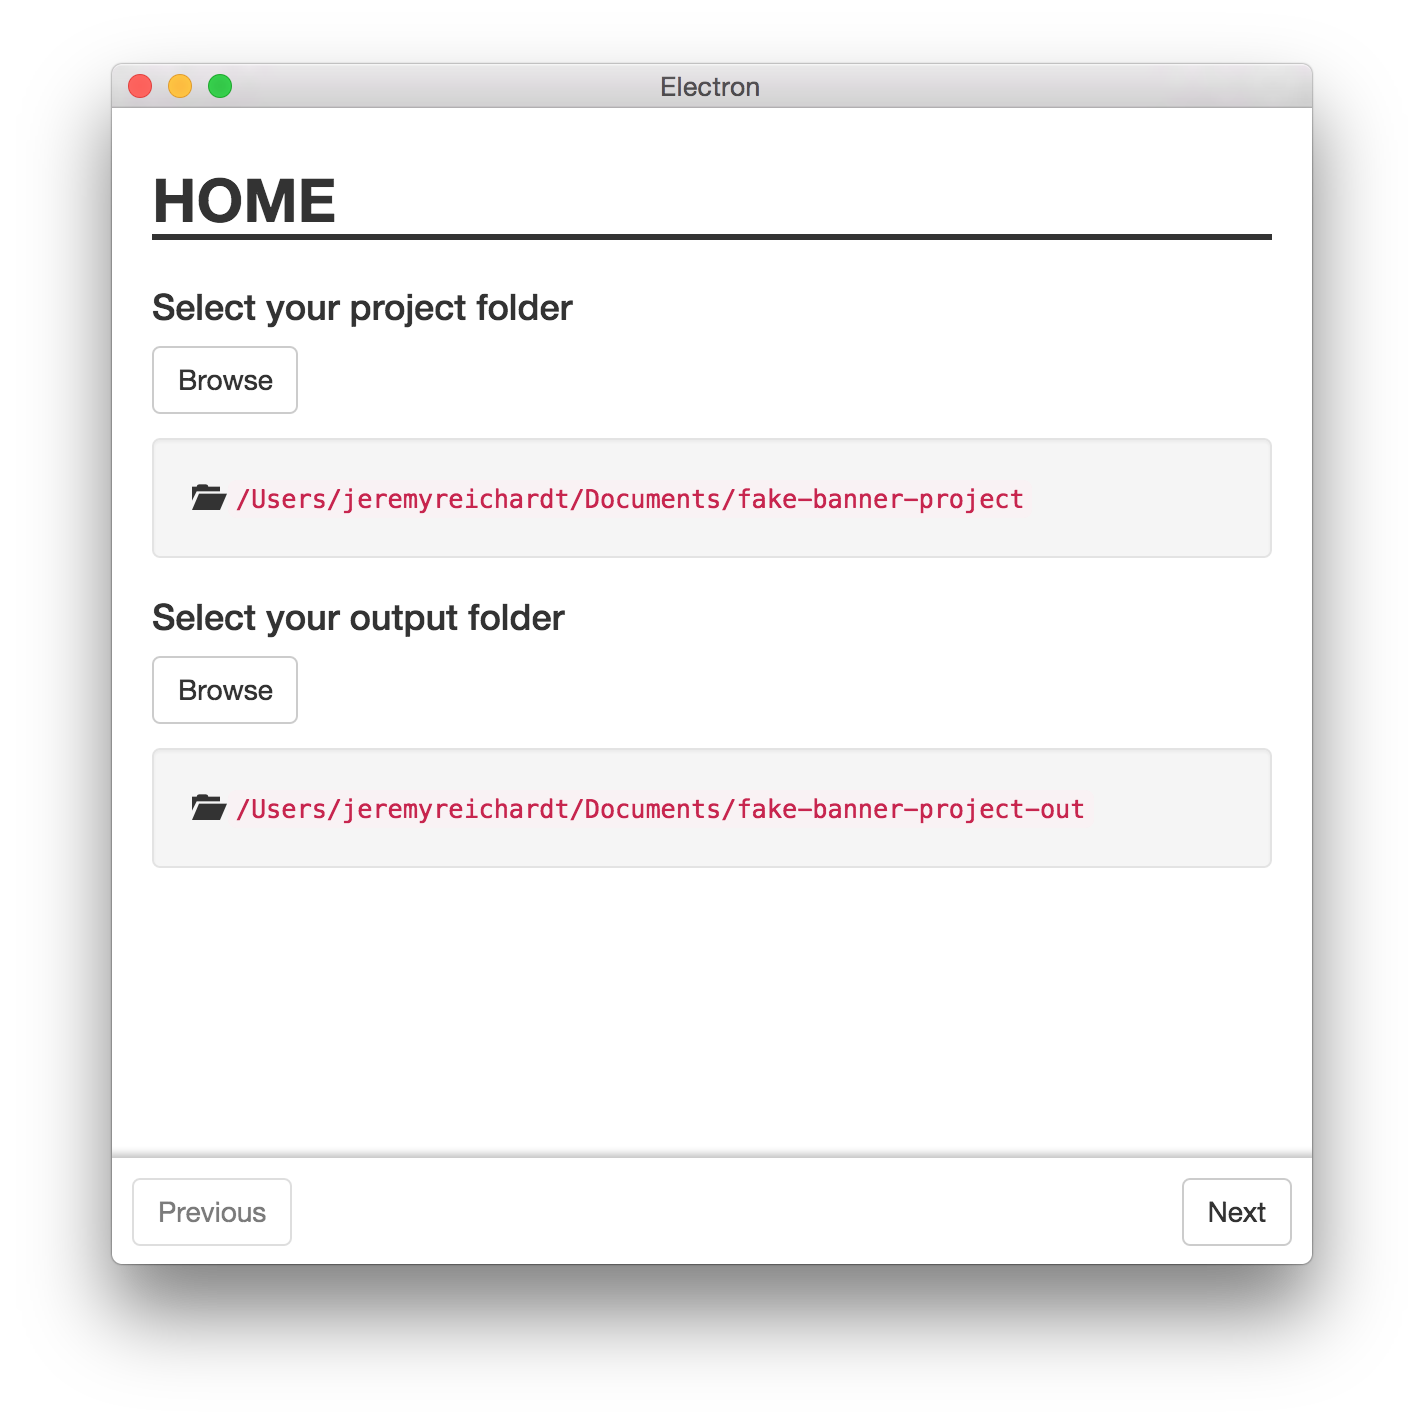 Electron
HOME
Select your project folder
Browse
/Users/jeremyreichardt/Documents/fake-banner-project
Select your output folder
Browse
/Users/jeremyreichardt/Documents/fake-banner-project-out
Previous
Next